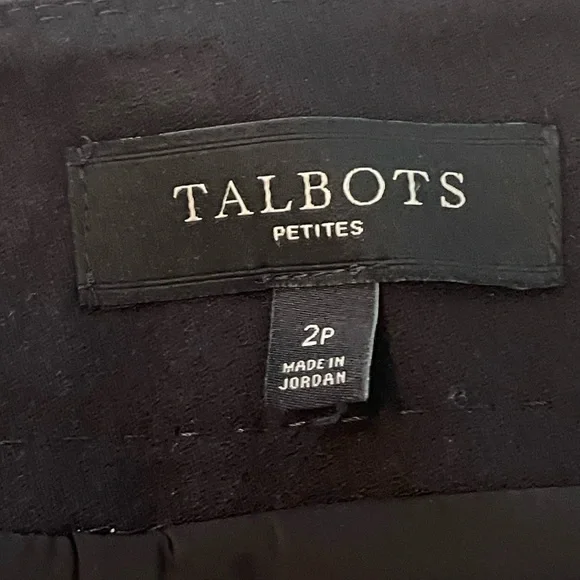 TALBOTS
PETITES
2P
MADE IN
JORDAN